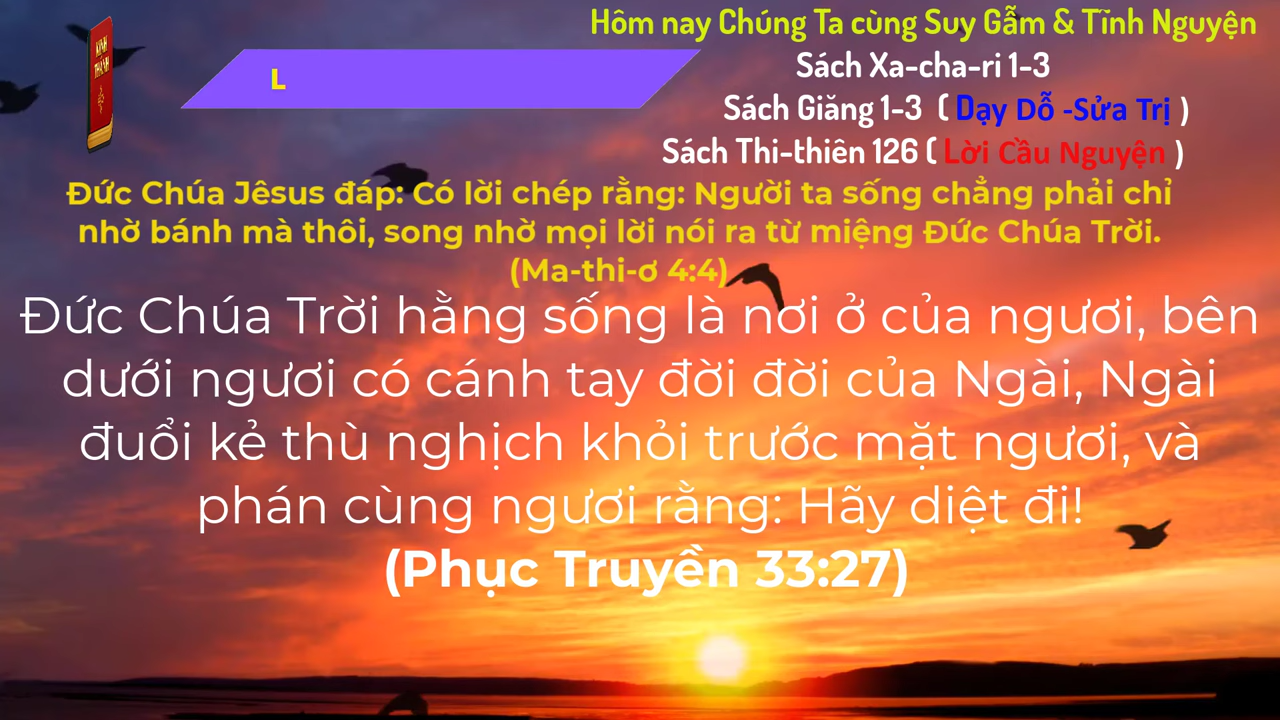 Hôm nay Chúng Ta cùng Suy Gẫm & Tĩnh Nguyện
KINH
THÁNH
L
Sách Xa-cha-ri 1-3
Sách Giăng 1-3 ( Dạy Dỗ -Sửa Trị )
Sách Thi-thiên 126 ( Lời Cầu Nguyện )
Đức Chúa Jêsus đáp: Có lời chép rằng: Người ta sống chẳng phải chỉ
nhờ bánh mà thôi, song nhờ mọi lời nói ra từ miệng Đức Chúa Trời.
(Ma-thi-ơ 4:4)
Đức Chúa Trời hằng sống là nơi ở của ngươi, bên
dưới ngươi có cánh tay đời đời của Ngài, Ngài
đuổi kẻ thù nghịch khỏi trước mặt ngươi, và
phán cùng ngươi rằng: Hãy diệt đi!
(Phục Truyền 33:27)